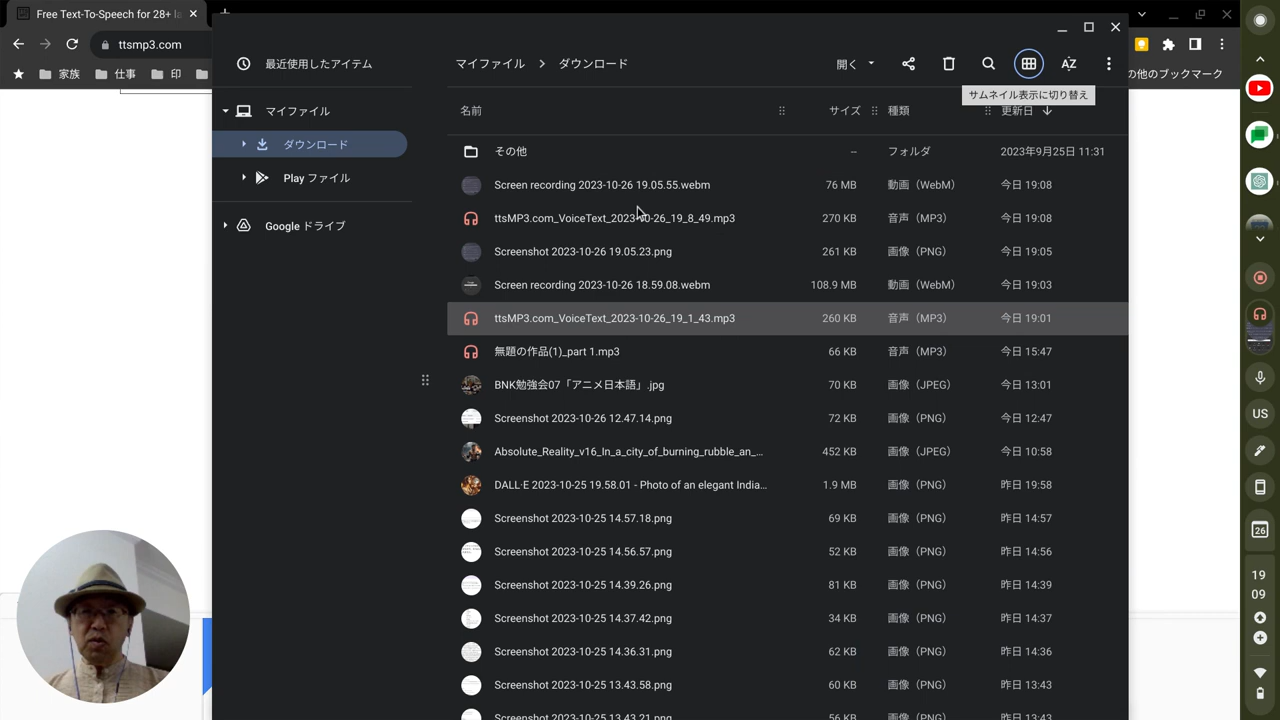 Free Text-To-Speech for 28+ la
ttsmp3.com
家族
仕事
印
の他のブックマーク
最近使用したアイテム
マイファイル
ダウンロード
Play ファイル
Google ドライブ
マイファイル > ダウンロード
開く
AZ
サムネイル表示に切り替え
名前 サイズ 種類 更新日
その他 -- フォルダ 2023年9月25日 11:31
Screen recording 2023-10-26 19.05.55.webm 76 MB 動画（WebM） 今日 19:08
ttsMP3.com_VoiceText_2023-10-26_19_8_49.mp3 270 KB 音声（MP3） 今日 19:08
Screenshot 2023-10-26 19.05.23.png 261 KB 画像（PNG） 今日 19:05
Screen recording 2023-10-26 18.59.08.webm 108.9 MB 動画（WebM） 今日 19:03
ttsMP3.com_VoiceText_2023-10-26_19_1_43.mp3 260 KB 音声（MP3） 今日 19:01
無題の作品(1)_part 1.mp3 66 KB 音声（MP3） 今日 15:47
BNK勉強会07「アニメ日本語」.jpg 70 KB 画像（JPEG） 今日 13:01
Screenshot 2023-10-26 12.47.14.png 72 KB 画像（PNG） 今日 12:47
Absolute_Reality_v16_In_a_city_of_burning_rubble_an_... 452 KB 画像（JPEG） 今日 10:58
DALL·E 2023-10-25 19.58.01 - Photo of an elegant India... 1.9 MB 画像（PNG） 昨日 19:58
Screenshot 2023-10-25 14.57.18.png 69 KB 画像（PNG） 昨日 14:57
Screenshot 2023-10-25 14.56.57.png 52 KB 画像（PNG） 昨日 14:56
Screenshot 2023-10-25 14.39.26.png 81 KB 画像（PNG） 昨日 14:39
Screenshot 2023-10-25 14.37.42.png 34 KB 画像（PNG） 昨日 14:37
Screenshot 2023-10-25 14.36.31.png 62 KB 画像（PNG） 昨日 14:36
Screenshot 2023-10-25 13.43.58.png 60 KB 画像（PNG） 昨日 13:43
Screenshot 2023-10-25 13.43.21.png 56 KB 画像（PNG） 昨日 13:43
US
26
19
09